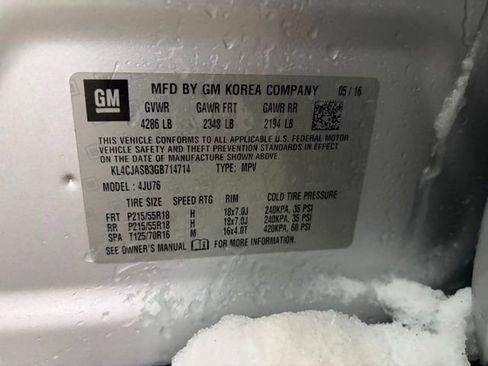 GM
MFD BY GM KOREA COMPANY 05/16
GVWR GAWR FRT GAWR RR
4286 LB 2348 LB 2194 LB
THIS VEHICLE CONFORMS TO ALL APPLICABLE U.S. FEDERAL MOTOR
VEHICLE SAFETY AND THEFT PREVENTION STANDARDS IN EFFECT
ON THE DATE OF MANUFACTURE SHOWN ABOVE.
KL4CJASB3GB714714 TYPE: MPV
MODEL: 4JU76
TIRE SIZE SPEED RTG RIM COLD TIRE PRESSURE
FRT P215/55R18 H 18x7.0J 240KPA, 35 PSI
RR P215/55R18 H 18x7.0J 240KPA, 35 PSI
SPA T125/70R16 M 16x4.0T 420KPA, 60 PSI
SEE OWNER'S MANUAL FOR MORE INFORMATION.